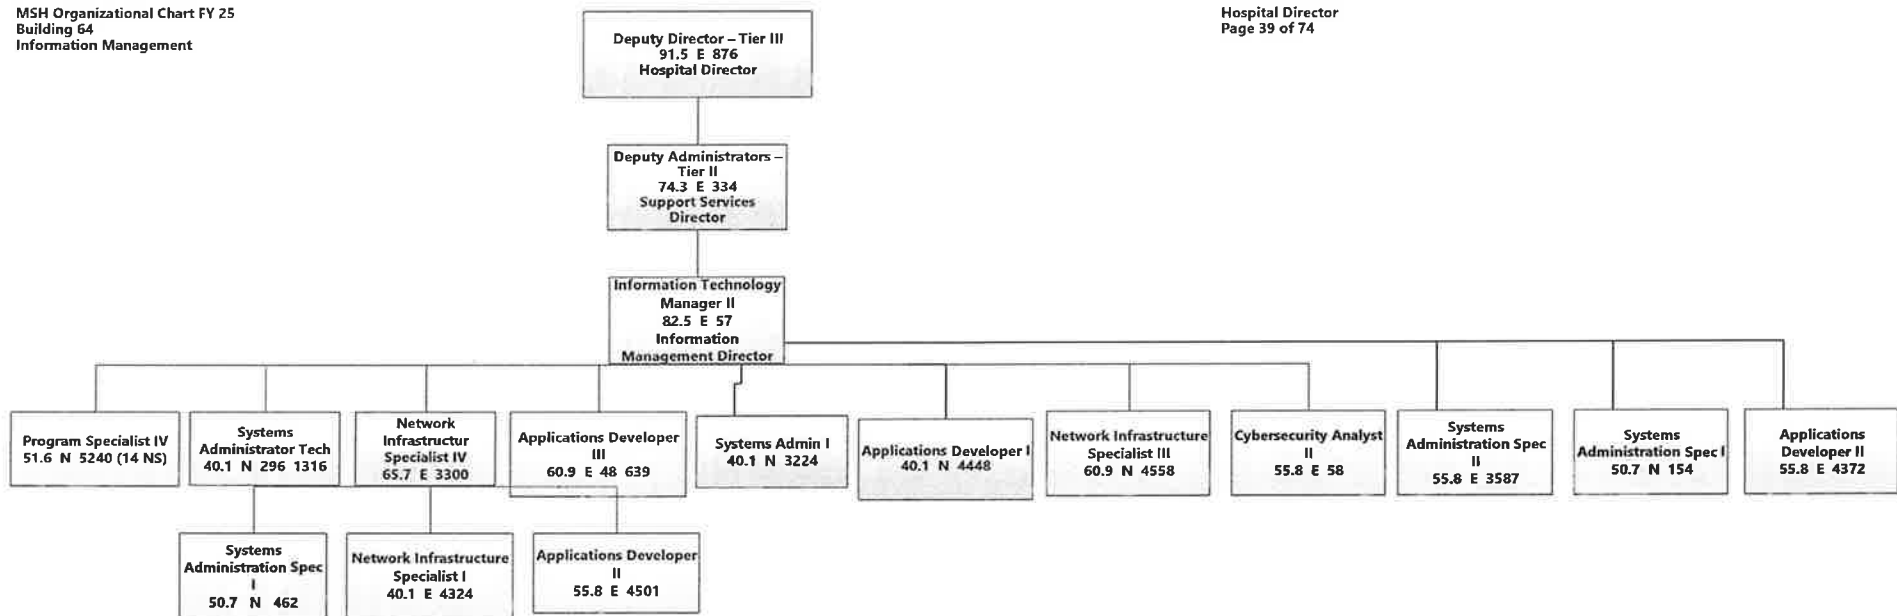 MSH Organizational Chart FY 25
Building 64
Information Management
Hospital Director
Page 39 of 74
Deputy Director – Tier III
91.5 E 876
Hospital Director
Deputy Administrators –
Tier II
74.3 E 334
Support Services
Director
Information Technology
Manager II
82.5 E 57
Information
Management Director
Program Specialist IV
51.6 N 5240 (14 NS)
Systems
Administrator Tech
40.1 N 296 1316
Network
Infrastructur
Specialist IV
65.7 E 3300
Applications Developer
III
60.9 E 48 639
Systems Admin I
40.1 N 3224
Applications Developer I
40.1 N 4448
Network Infrastructure
Specialist III
60.9 N 4558
Cybersecurity Analyst
II
55.8 E 58
Systems
Administration Spec
II
55.8 E 3587
Systems
Administration Spec I
50.7 N 154
Applications
Developer II
55.8 E 4372
Systems
Administration Spec
I
50.7 N 462
Network Infrastructure
Specialist I
40.1 E 4324
Applications Developer
II
55.8 E 4501